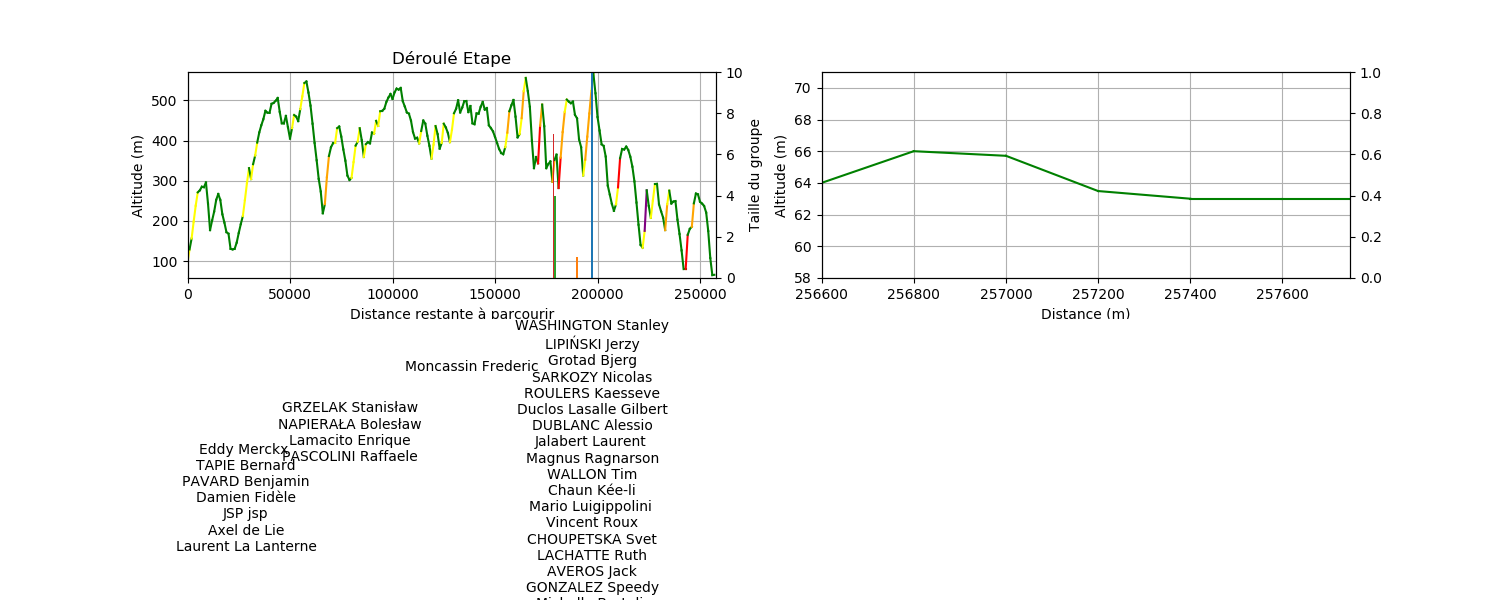 Déroulé Etape
500
400
300
200
100
Altitude (m)
0
50000
100000
150000
200000
250000
Distance restante à parcourir
10
8
6
4
2
0
Taille du groupe
70
68
66
64
62
60
58
Altitude (m)
256600
256800
257000
257200
257400
257600
Distance (m)
1.0
0.8
0.6
0.4
0.2
0.0
WASHINGTON Stanley
LIPIŃSKI Jerzy
Grotad Bjerg
SARKOZY Nicolas
ROULERS Kaesseve
Duclos Lasalle Gilbert
DUBLANC Alessio
Jalabert Laurent
Magnus Ragnarson
WALLON Tim
Chaun Kée-li
Mario Luigippolini
Vincent Roux
CHOUPETSKA Svet
LACHATTE Ruth
AVEROS Jack
GONZALEZ Speedy
Moncassin Frederic
GRZELAK Stanisław
NAPIERAŁA Bolesław
Lamacito Enrique
PASCOLINI Raffaele
Eddy Merckx
TAPIE Bernard
PAVARD Benjamin
Damien Fidèle
JSP jsp
Axel de Lie
Laurent La Lanterne